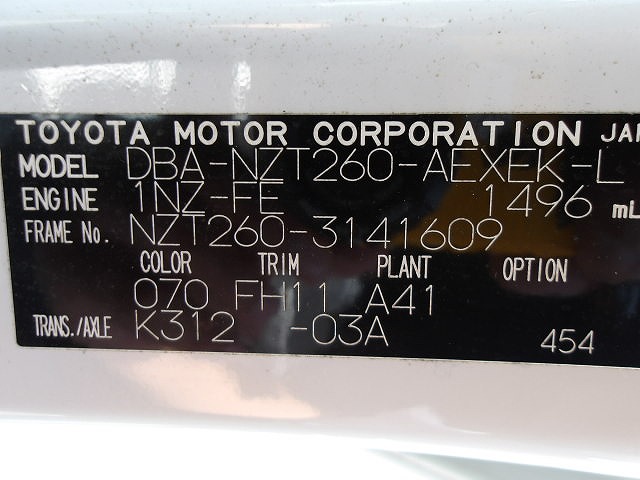 TOYOTA MOTOR CORPORATION JAP
MODEL DBA-NZT260-AEXEK-L
ENGINE 1NZ-FE 1496 mL
FRAME No. NZT260-3141609
COLOR TRIM PLANT OPTION
070 FH11 A41
TRANS./AXLE K312 -03A 454